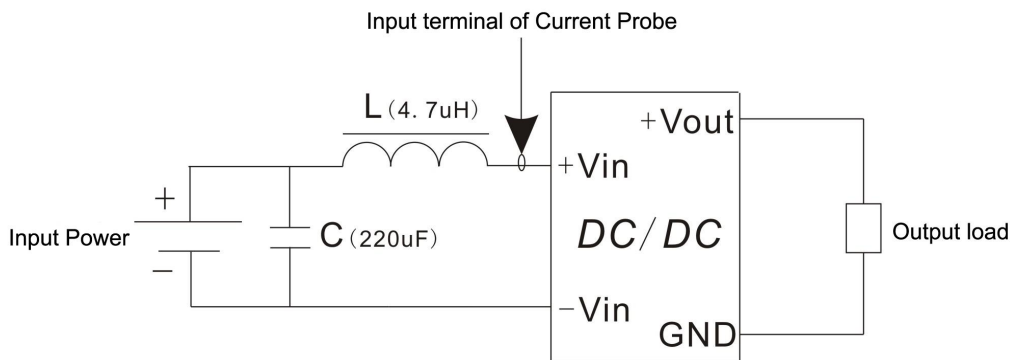 Input terminal of Current Probe
L(4. 7uH)
+Vout
+Vin
+
Input Power
C(220uF)
DC/DC
Output load
−
−Vin
GND